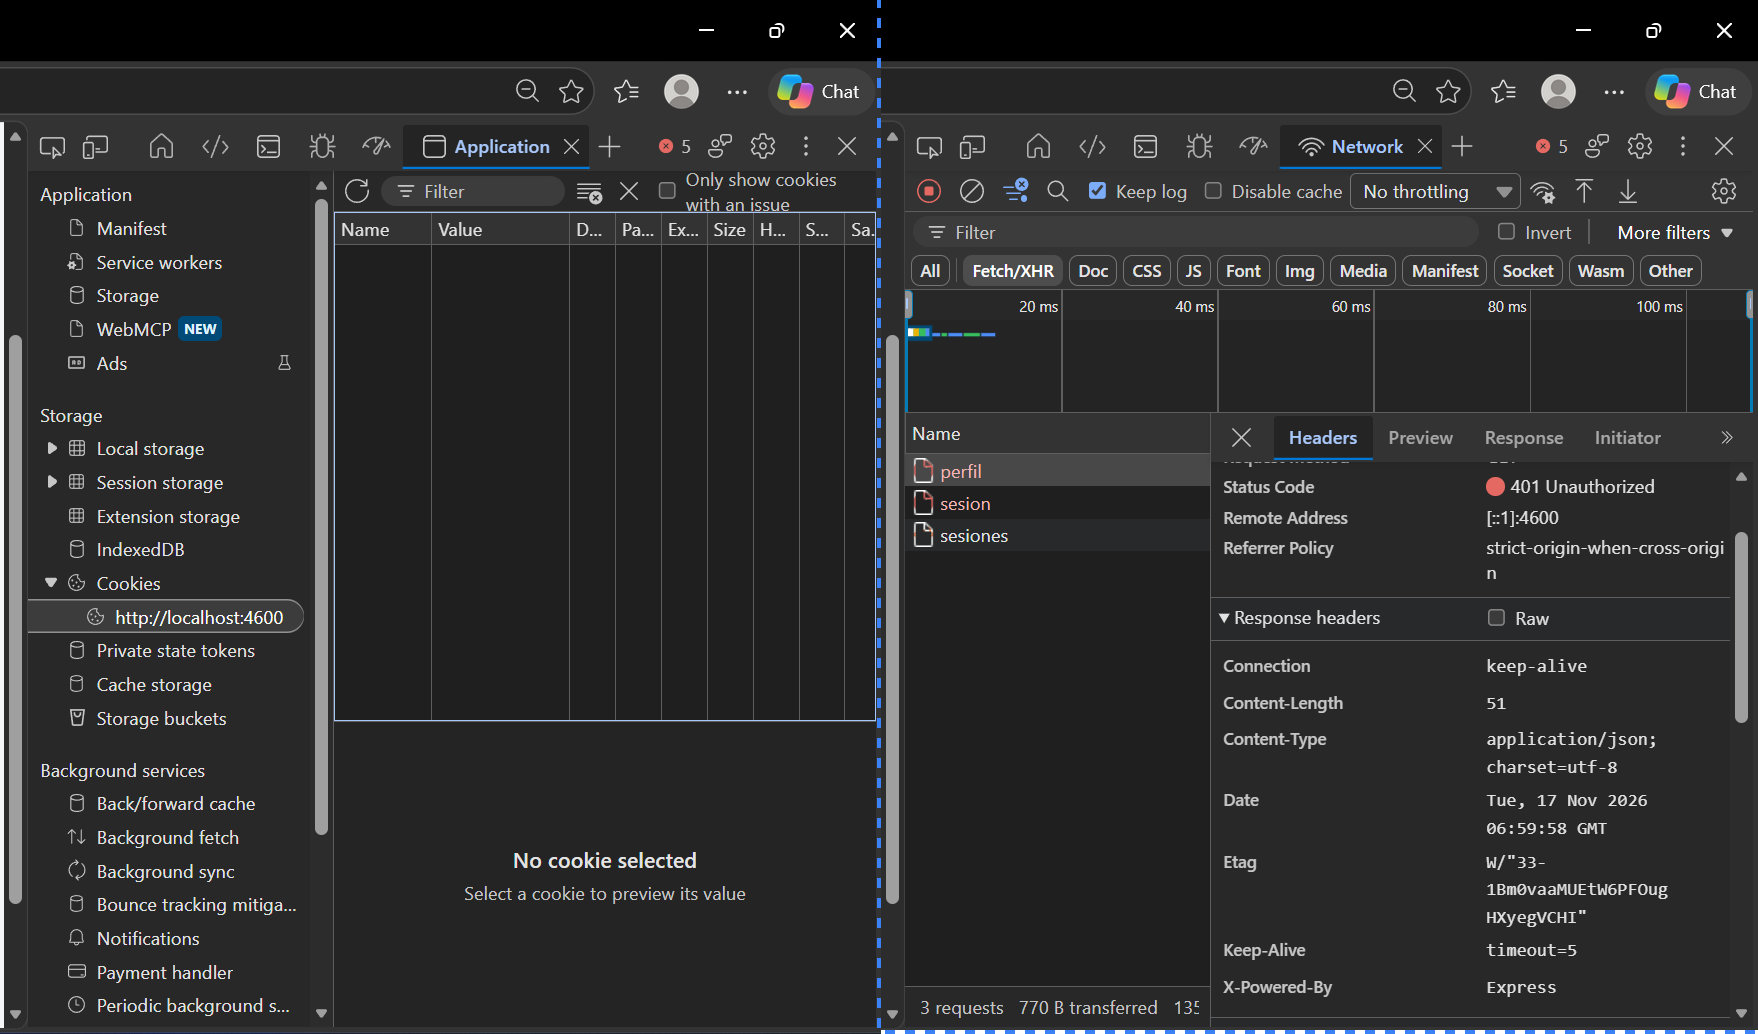 Chat
Application
5
Application
Manifest
Service workers
Storage
WebMCP NEW
Ads
Storage
Local storage
Session storage
Extension storage
IndexedDB
Cookies
http://localhost:4600
Private state tokens
Cache storage
Storage buckets
Background services
Back/forward cache
Background fetch
Background sync
Bounce tracking mitiga...
Notifications
Payment handler
Periodic background s...
Filter
Only show cookies
with an issue
Name Value D... Pa... Ex... Size H... S... Sa.
No cookie selected
Select a cookie to preview its value
Chat
Network
5
Keep log Disable cache No throttling
Filter Invert More filters
All Fetch/XHR Doc CSS JS Font Img Media Manifest Socket Wasm Other
20 ms 40 ms 60 ms 80 ms 100 ms
Name
perfil
sesion
sesiones
3 requests 770 B transferred 135
Headers Preview Response Initiator
Status Code 401 Unauthorized
Remote Address [::1]:4600
Referrer Policy strict-origin-when-cross-origi
n
Response headers Raw
Connection keep-alive
Content-Length 51
Content-Type application/json;
charset=utf-8
Date Tue, 17 Nov 2026
06:59:58 GMT
Etag W/"33-
1Bm0vaaMUEtW6PFOug
HXyegVCHI"
Keep-Alive timeout=5
X-Powered-By Express